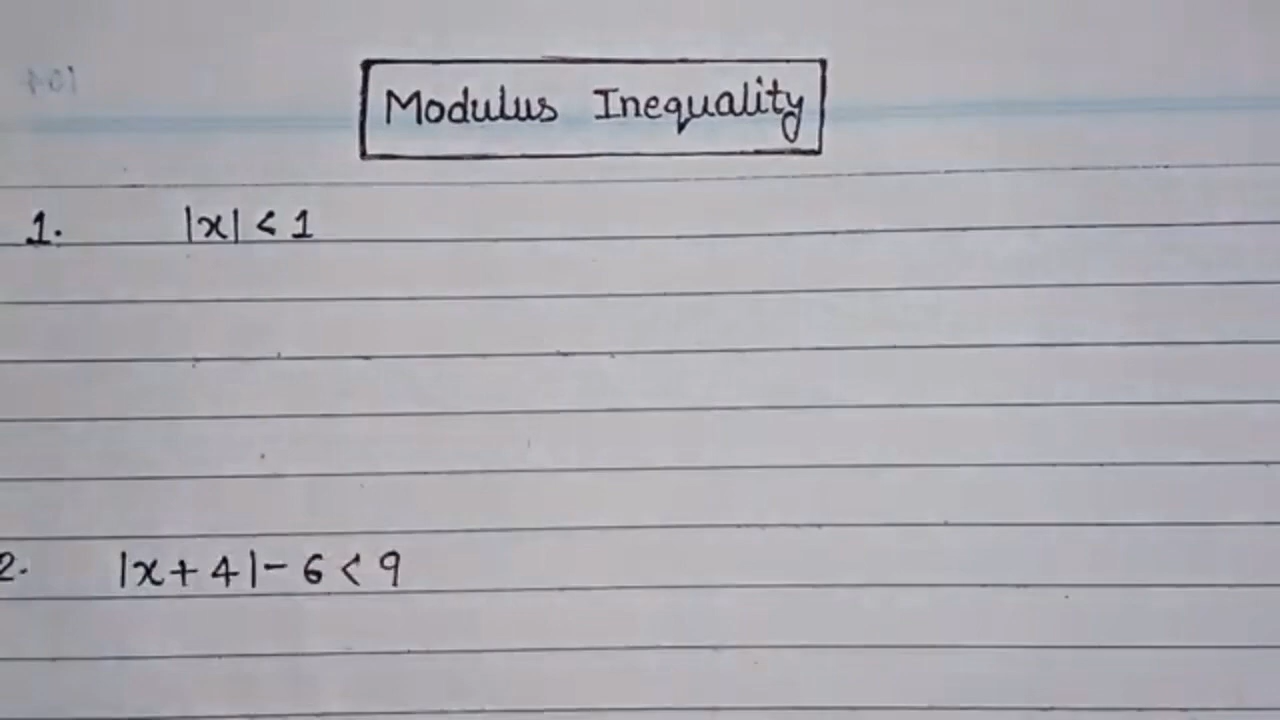 Modulus Inequality
1. |x| < 1
2. |x + 4| - 6 < 9